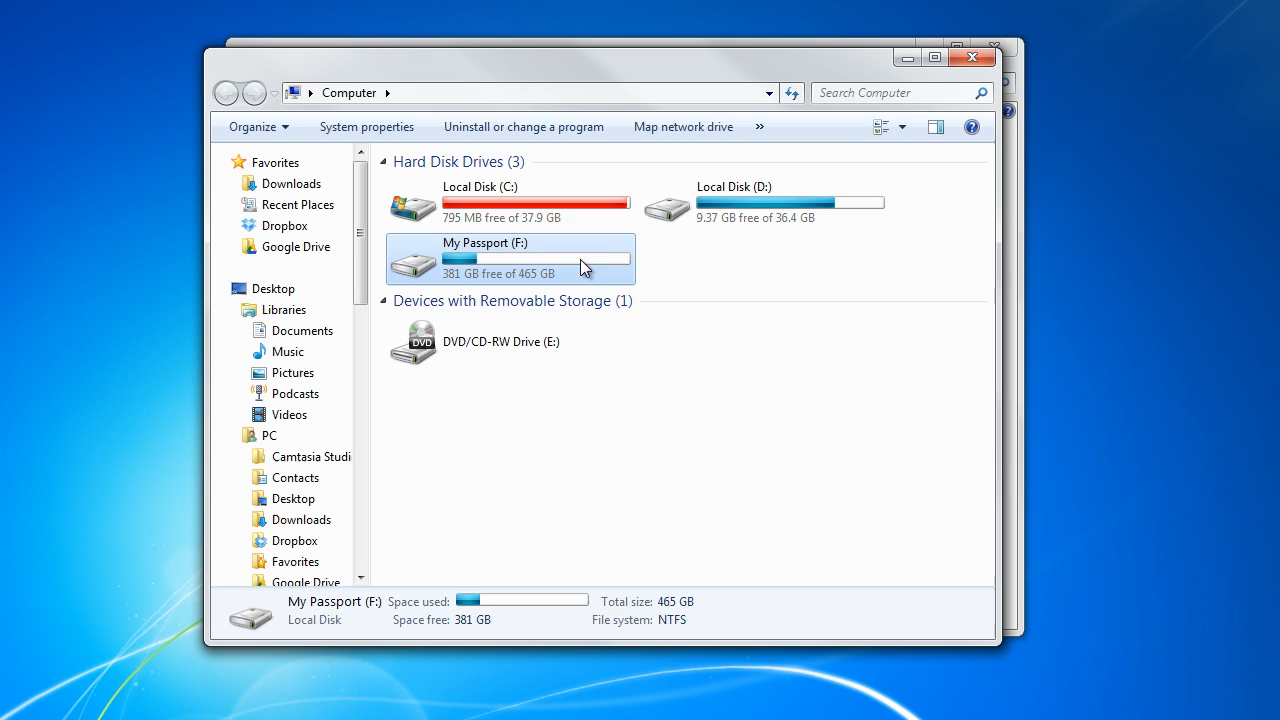 Computer
Search Computer
Organize
System properties
Uninstall or change a program
Map network drive
»
Favorites
Downloads
Recent Places
Dropbox
Google Drive
Desktop
Libraries
Documents
Music
Pictures
Podcasts
Videos
PC
Camtasia Studi
Contacts
Desktop
Downloads
Dropbox
Favorites
Google Drive
Hard Disk Drives (3)
Local Disk (C:)
795 MB free of 37.9 GB
Local Disk (D:)
9.37 GB free of 36.4 GB
My Passport (F:)
381 GB free of 465 GB
Devices with Removable Storage (1)
DVD
DVD/CD-RW Drive (E:)
My Passport (F:) Space used: Total size: 465 GB
Local Disk Space free: 381 GB File system: NTFS